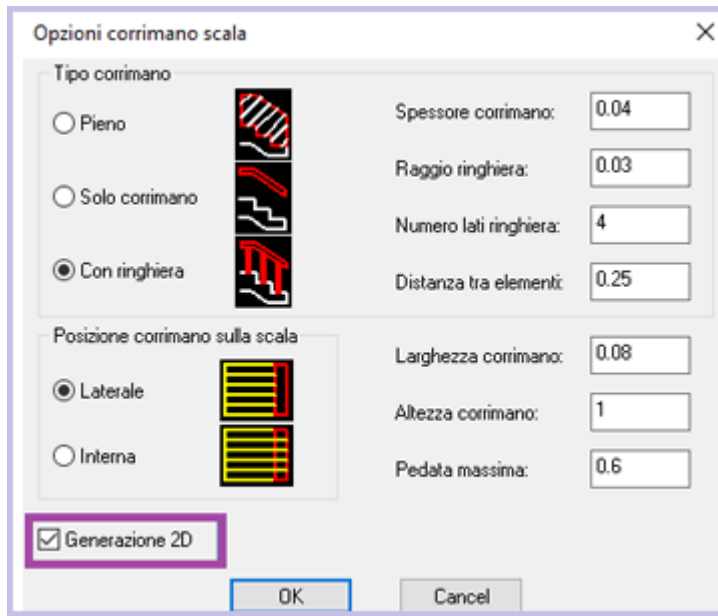 Opzioni corrimano scala
Tipo corrimano
Pieno
Solo corrimano
Con ringhiera
Spessore corrimano: 0.04
Raggio ringhiera: 0.03
Numero lati ringhiera: 4
Distanza tra elementi: 0.25
Posizione corrimano sulla scala
Laterale
Interna
Larghezza corrimano: 0.08
Altezza corrimano: 1
Pedata massima: 0.6
Generazione 2D
OK Cancel